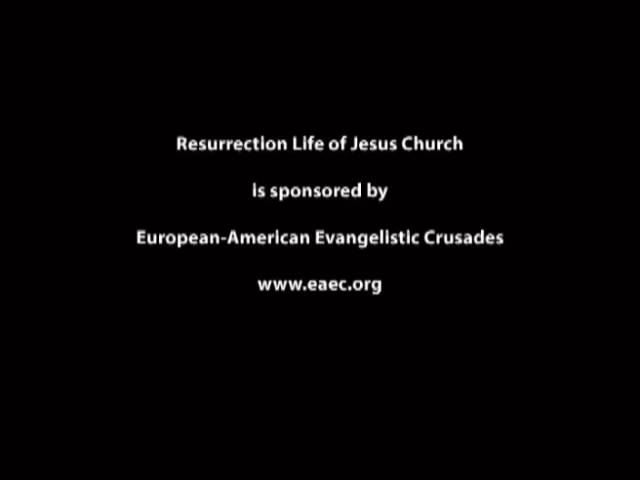 Resurrection Life of Jesus Church
is sponsored by
European-American Evangelistic Crusades
www.eaec.org